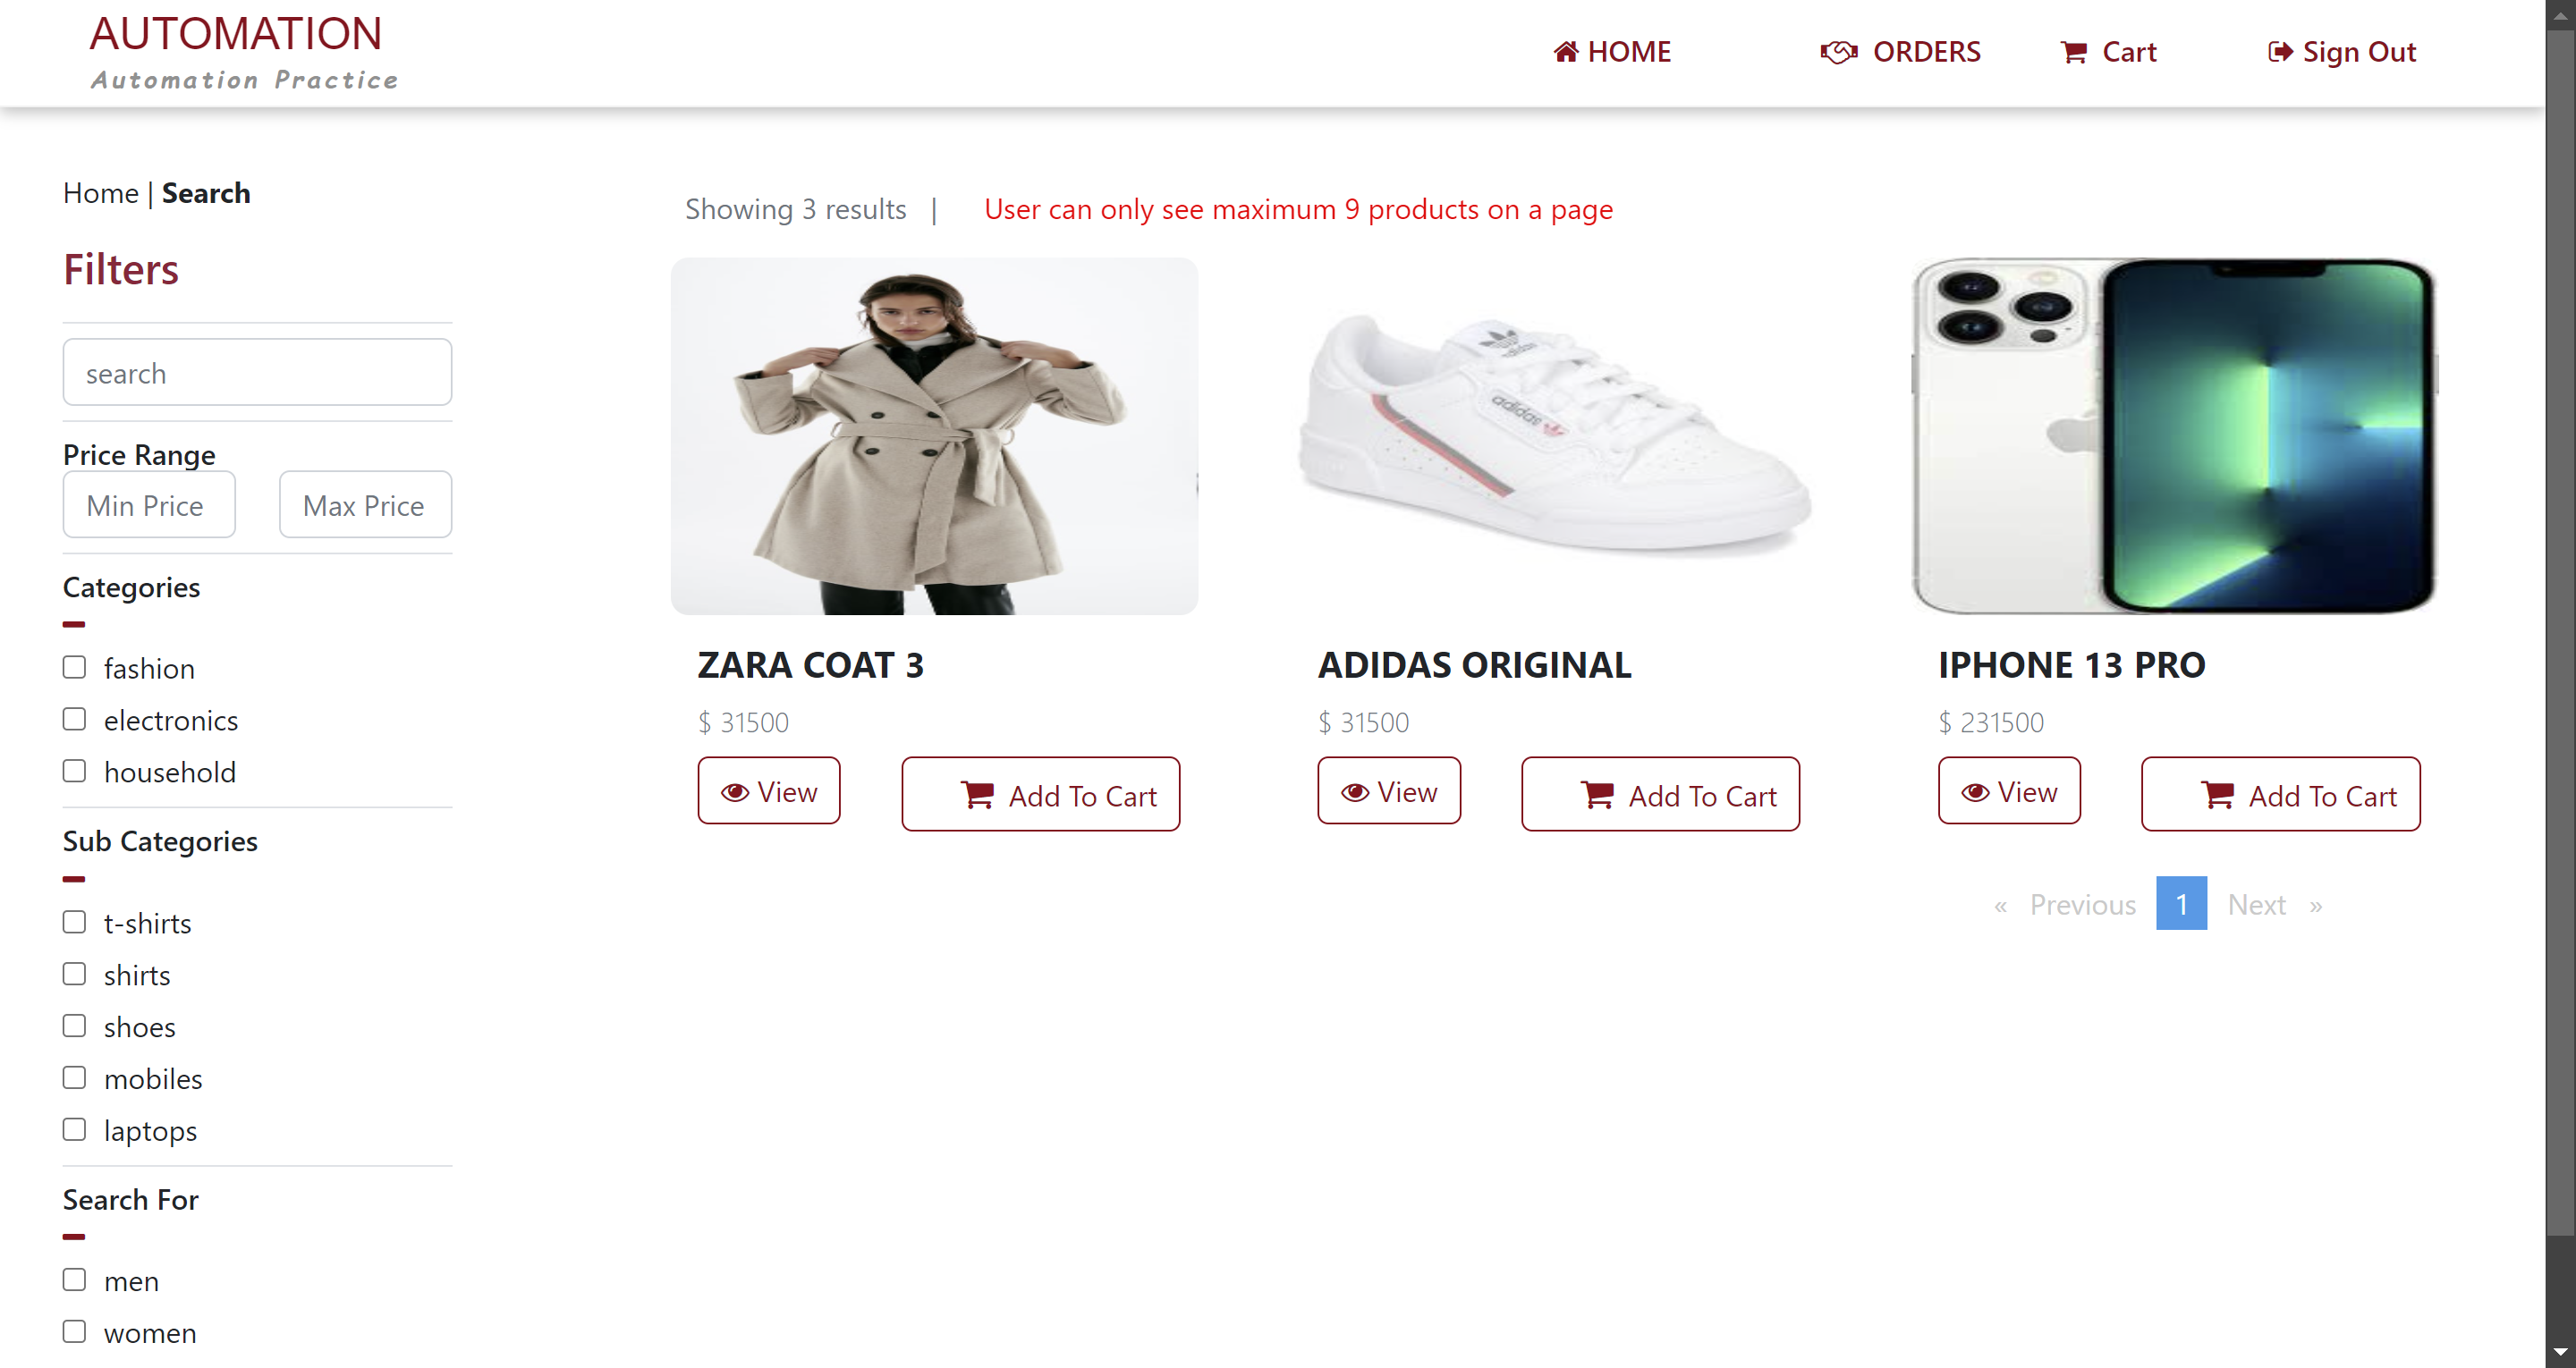 AUTOMATION
Automation Practice
HOME
ORDERS
Cart
Sign Out
Home | Search
Showing 3 results |
User can only see maximum 9 products on a page
Filters
search
Price Range
Min Price
Max Price
Categories
fashion
electronics
household
Sub Categories
t-shirts
shirts
shoes
mobiles
laptops
Search For
men
women
adidas
adidas
ZARA COAT 3
$ 31500
View
Add To Cart
ADIDAS ORIGINAL
$ 31500
View
Add To Cart
IPHONE 13 PRO
$ 231500
View
Add To Cart
« Previous 1 Next »